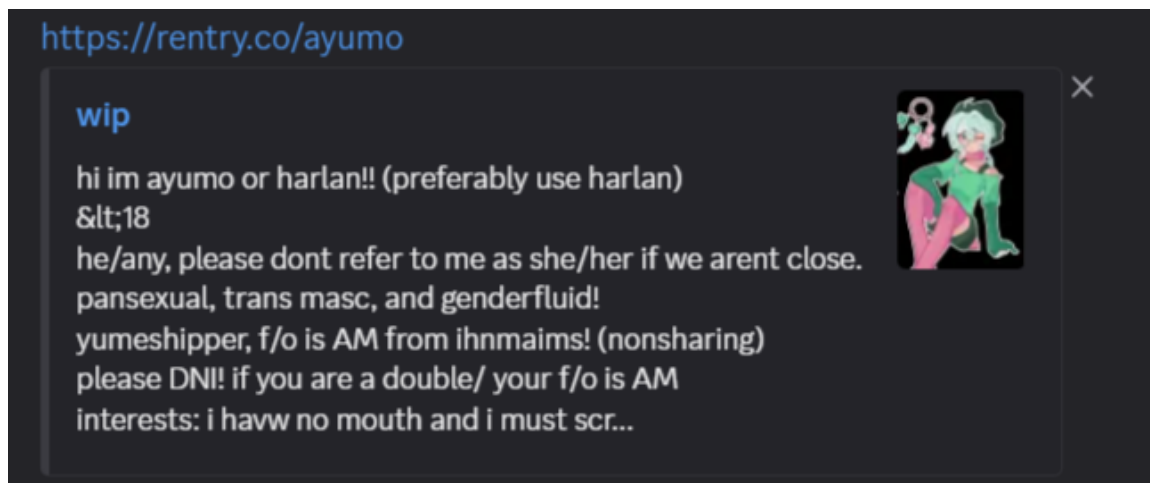 https://rentry.co/ayumo
wip
hi im ayumo or harlan!! (preferably use harlan)
&lt;18
he/any, please dont refer to me as she/her if we arent close.
pansexual, trans masc, and genderfluid!
yumeshipper, f/o is AM from ihnmaims! (nonsharing)
please DNI! if you are a double/ your f/o is AM
interests: i havw no mouth and i must scr...